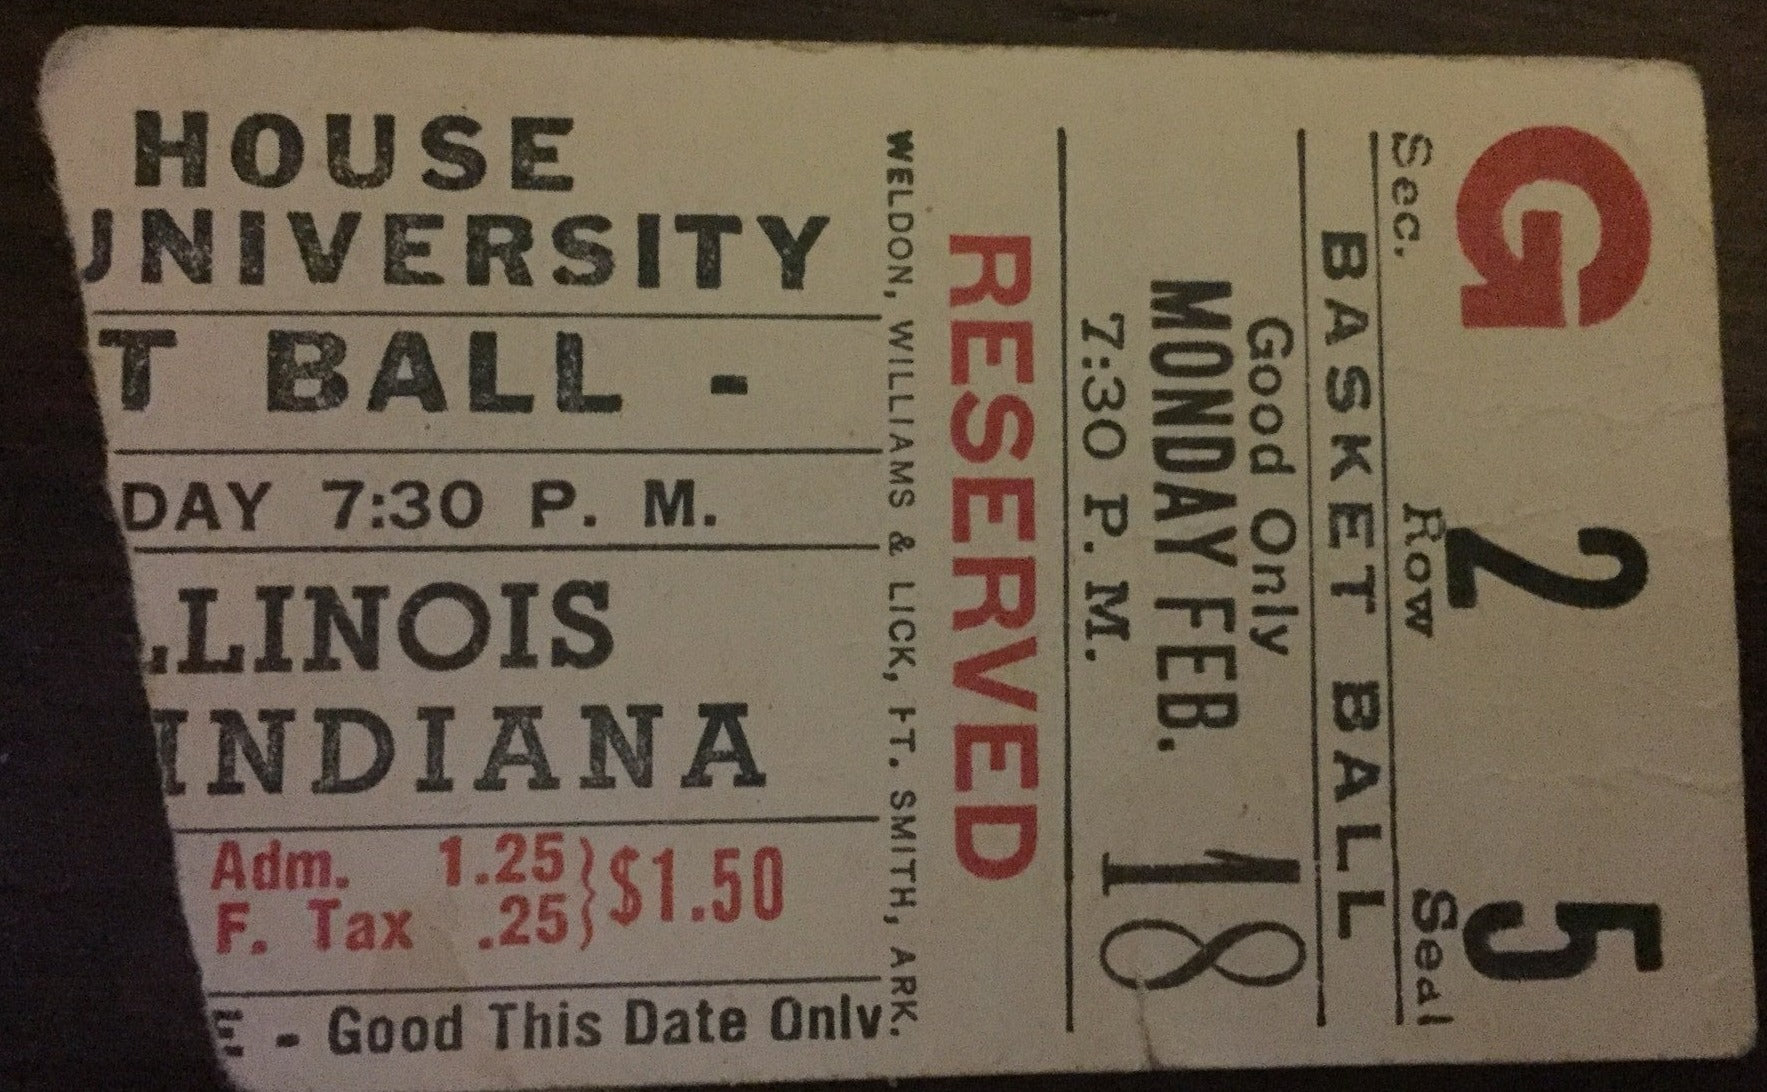 HOUSE
UNIVERSITY
T BALL -
DAY 7:30 P. M.
LLINOIS
INDIANA
Adm. 1.25
F. Tax .25
$1.50
E - Good This Date Only
WELDON, WILLIAMS & LICK, FT. SMITH, ARK.
RESERVED
G 2 5
Sec. Row Seat
BASKET BALL
Good Only
MONDAY FEB. 18
7:30 P. M.